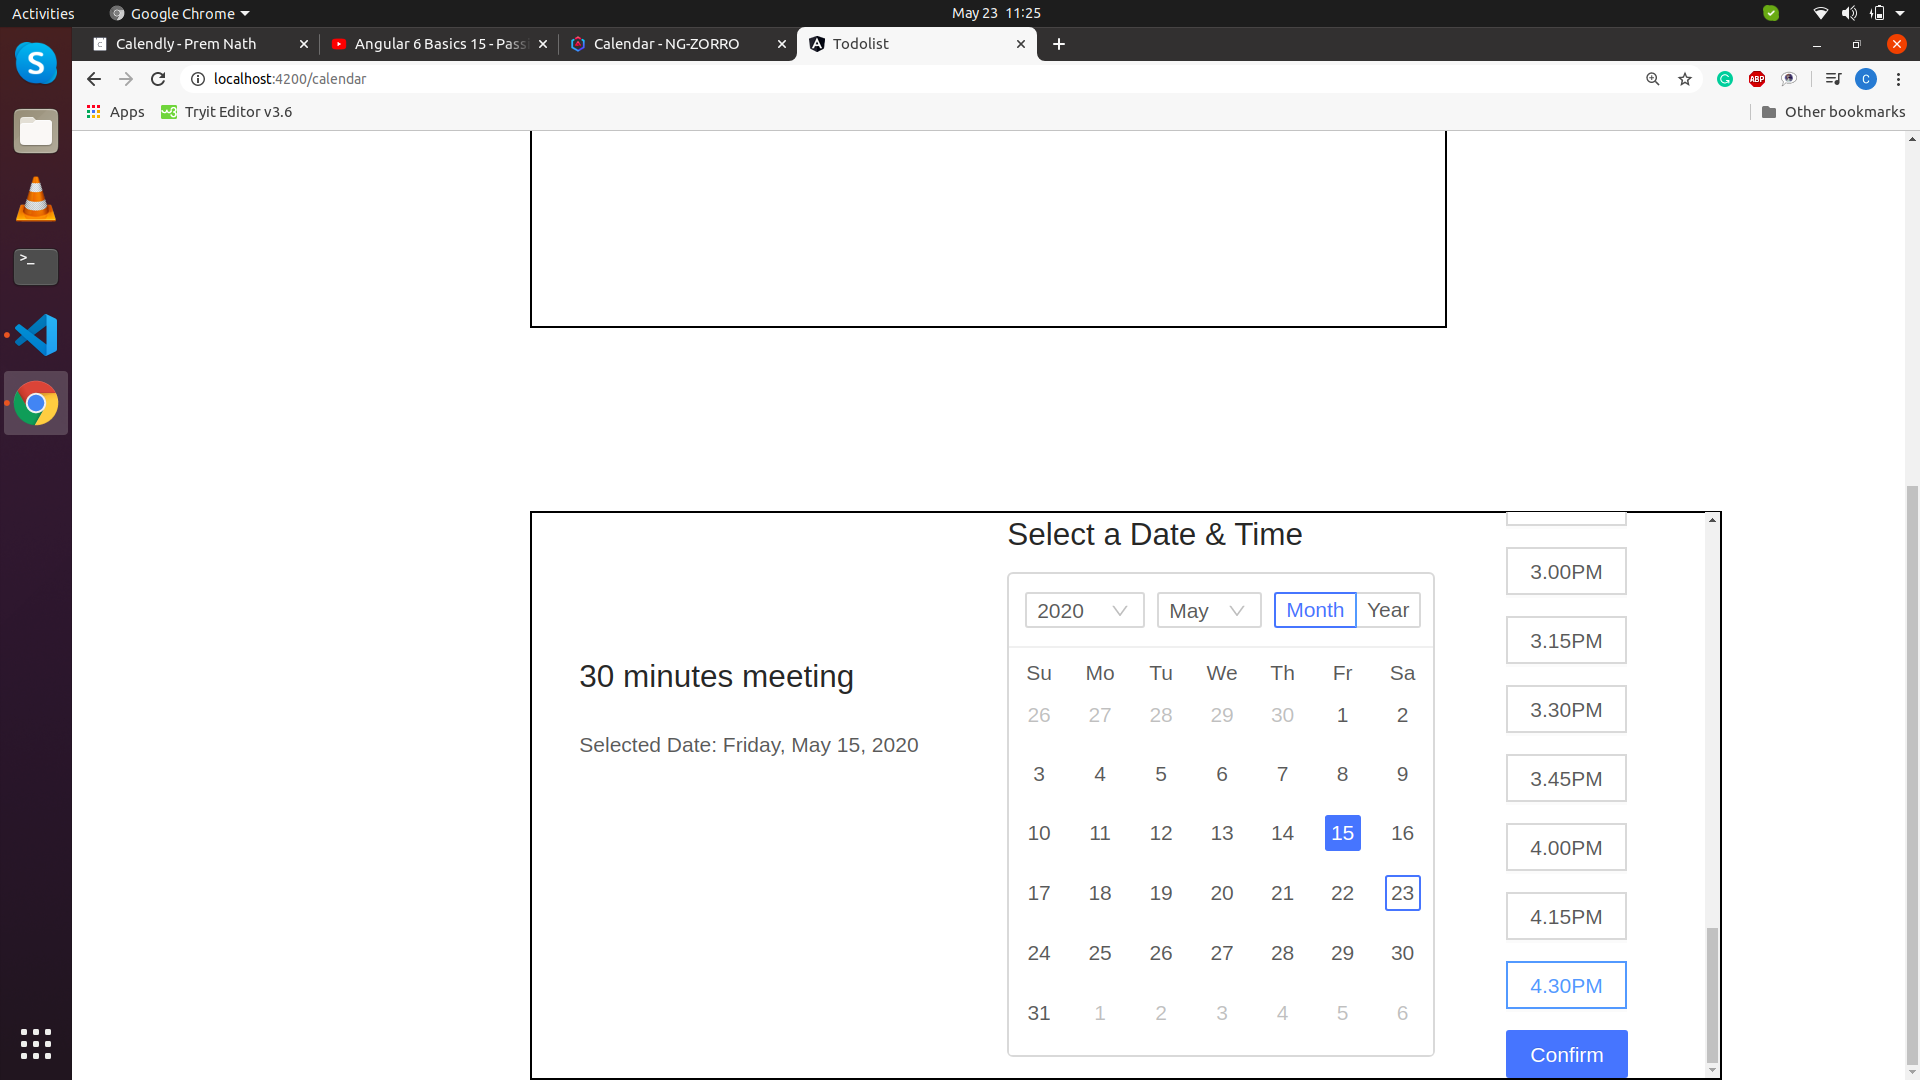 Activities
Google Chrome
May 23 11:25
Calendly - Prem Nath
Angular 6 Basics 15 - Passi
Calendar - NG-ZORRO
Todolist
localhost:4200/calendar
ABP
C
Apps
Tryit Editor v3.6
Other bookmarks
Select a Date & Time
2020
May
Month
Year
Su Mo Tu We Th Fr Sa
26 27 28 29 30 1 2
3 4 5 6 7 8 9
10 11 12 13 14 15 16
17 18 19 20 21 22 23
24 25 26 27 28 29 30
31 1 2 3 4 5 6
30 minutes meeting
Selected Date: Friday, May 15, 2020
3.00PM
3.15PM
3.30PM
3.45PM
4.00PM
4.15PM
4.30PM
Confirm